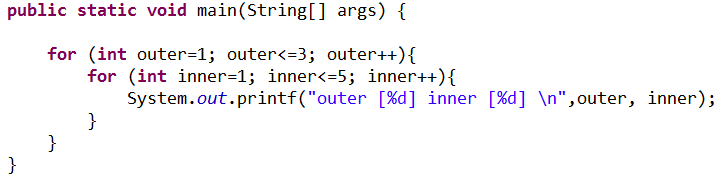 public static void main(String[] args) {
for (int outer=1; outer<=3; outer++){
for (int inner=1; inner<=5; inner++){
System.out.printf("outer [%d] inner [%d] \n",outer, inner);
}
}
}